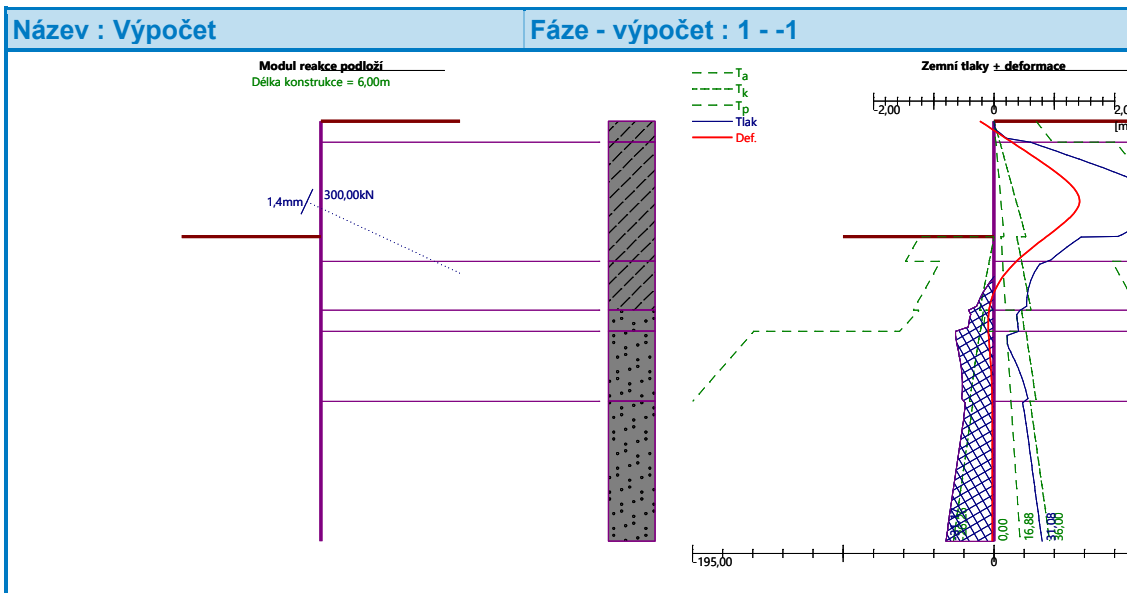 Název : Výpočet
Fáze - výpočet : 1 - -1
Modul reakce podloží
Délka konstrukce = 6,00m
1,4mm
300,00kN
Ta
Tk
Tp
Tlak
Def.
Zemní tlaky + deformace
-2,00
0
2,0
[m
0,00
16,88
31,08
36,00
-195,00
0